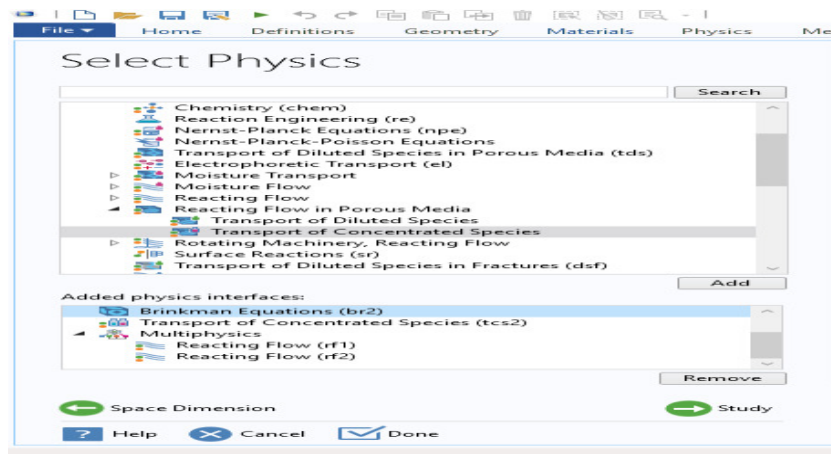 File Home Definitions Geometry Materials Physics Me
Select Physics
Search
Chemistry (chem)
Reaction Engineering (re)
Nernst-Planck Equations (npe)
Nernst-Planck-Poisson Equations
Transport of Diluted Species in Porous Media (tds)
Electrophoretic Transport (el)
Moisture Transport
Moisture Flow
Reacting Flow
Reacting Flow in Porous Media
Transport of Diluted Species
Transport of Concentrated Species
Rotating Machinery, Reacting Flow
Surface Reactions (sr)
Transport of Diluted Species in Fractures (dsf)
Add
Added physics interfaces:
Brinkman Equations (br2)
Transport of Concentrated Species (tcs2)
Multiphysics
Reacting Flow (rf1)
Reacting Flow (rf2)
Remove
Space Dimension Study
? Help Cancel Done